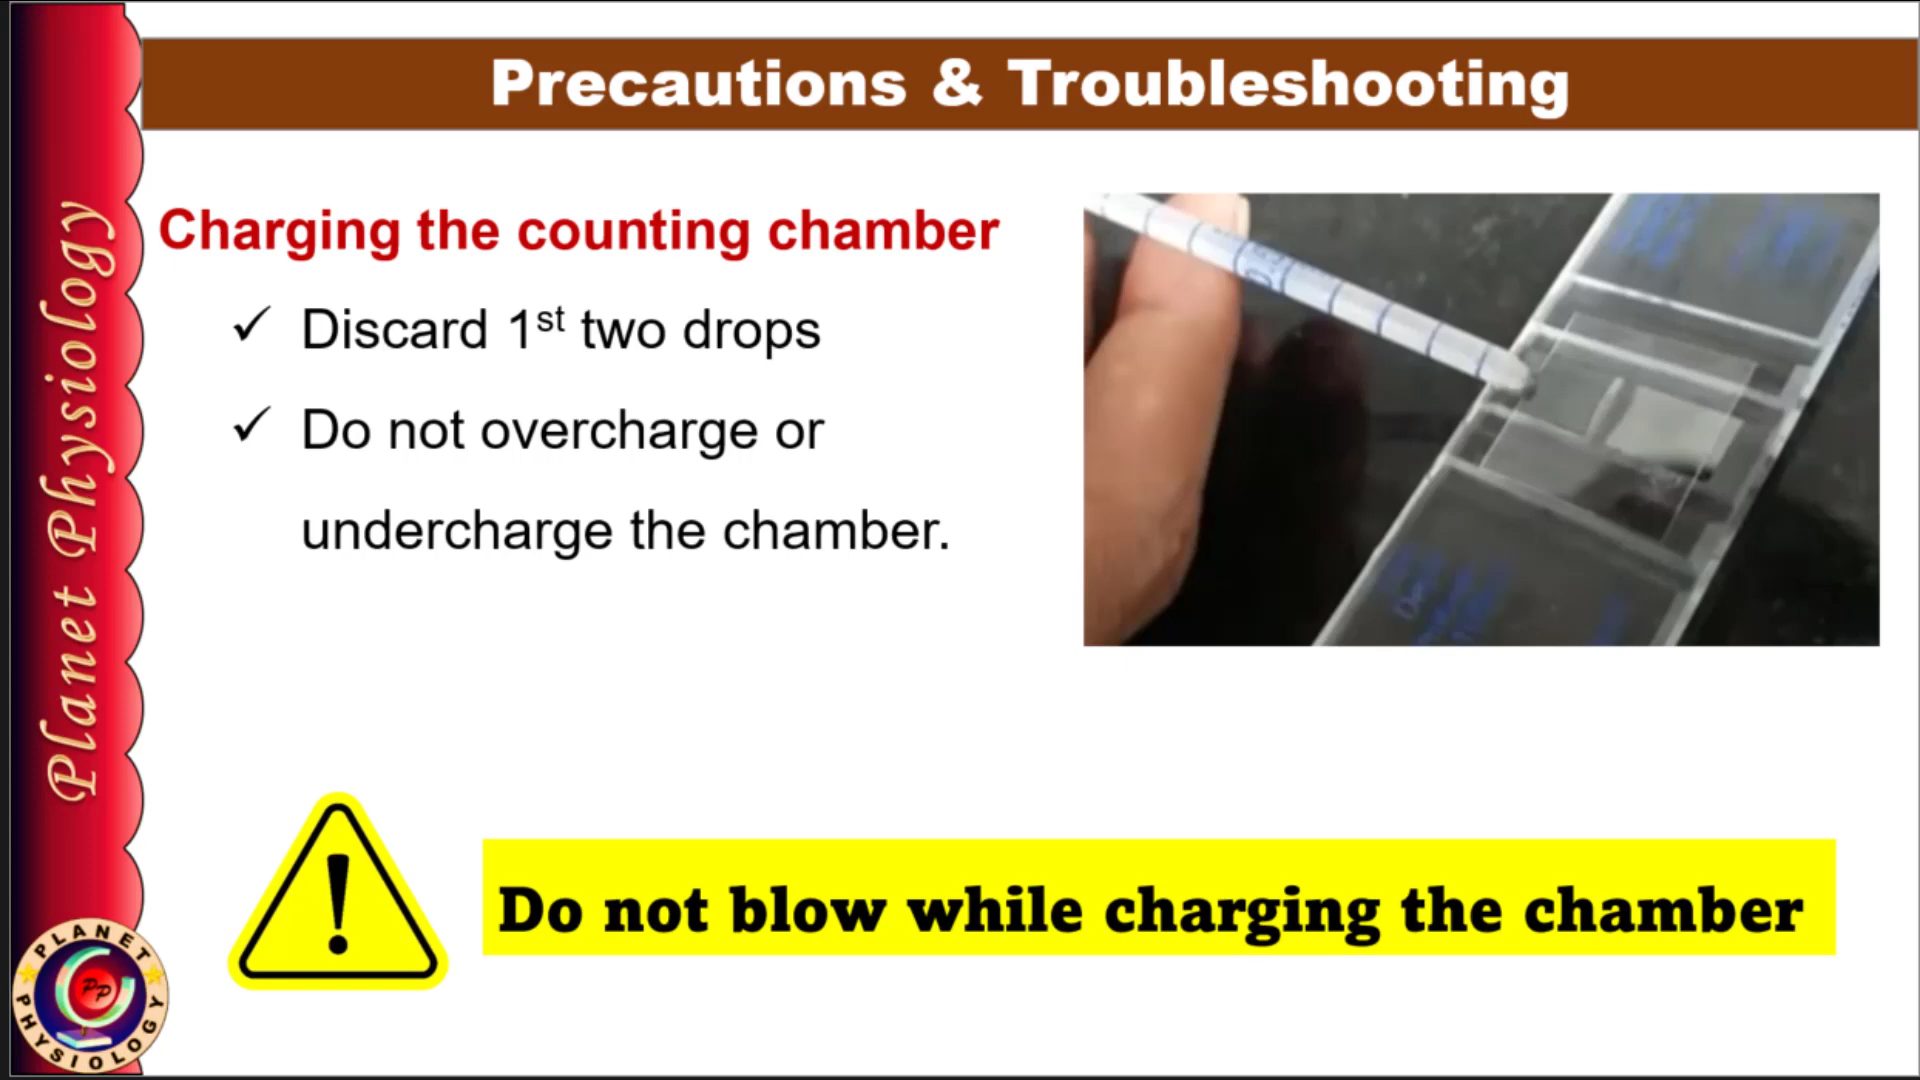 Precautions & Troubleshooting
Charging the counting chamber
✓ Discard 1st two drops
✓ Do not overcharge or
undercharge the chamber.
Do not blow while charging the chamber
Planet Physiology
PLANET
PP
PHYSIOLOGY